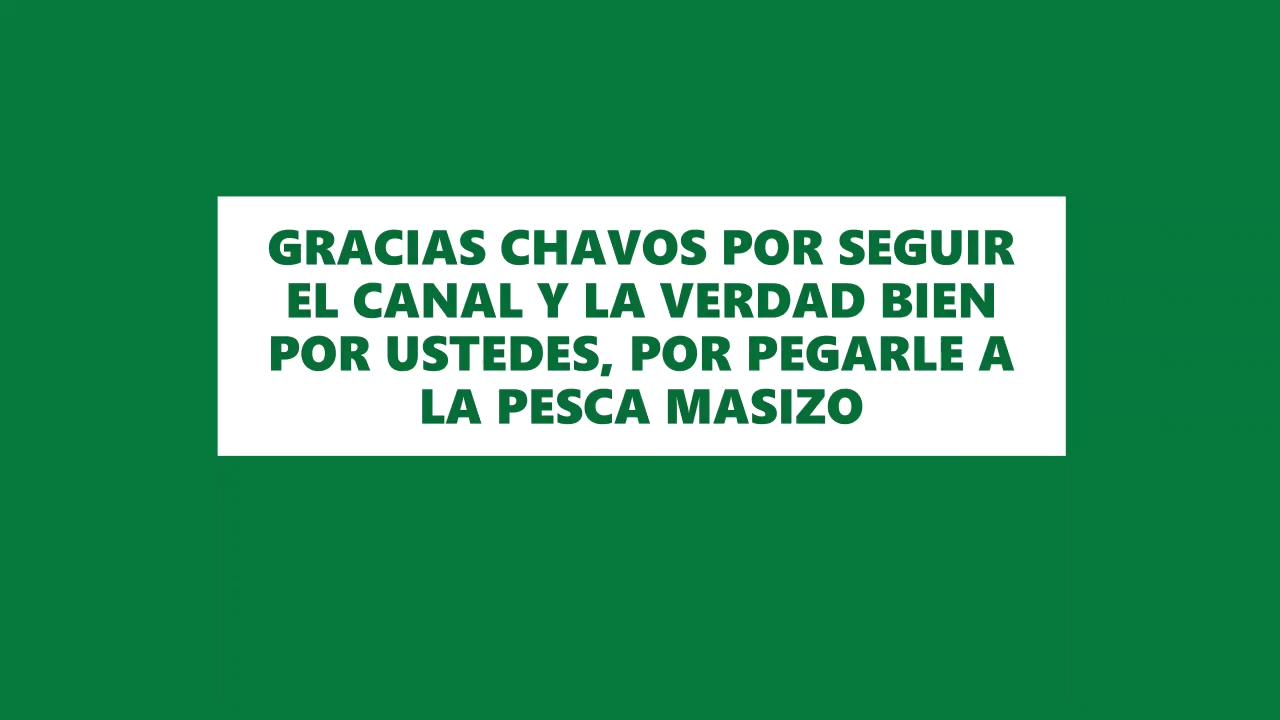 GRACIAS CHAVOS POR SEGUIR
EL CANAL Y LA VERDAD BIEN
POR USTEDES, POR PEGARLE A
LA PESCA MASIZO